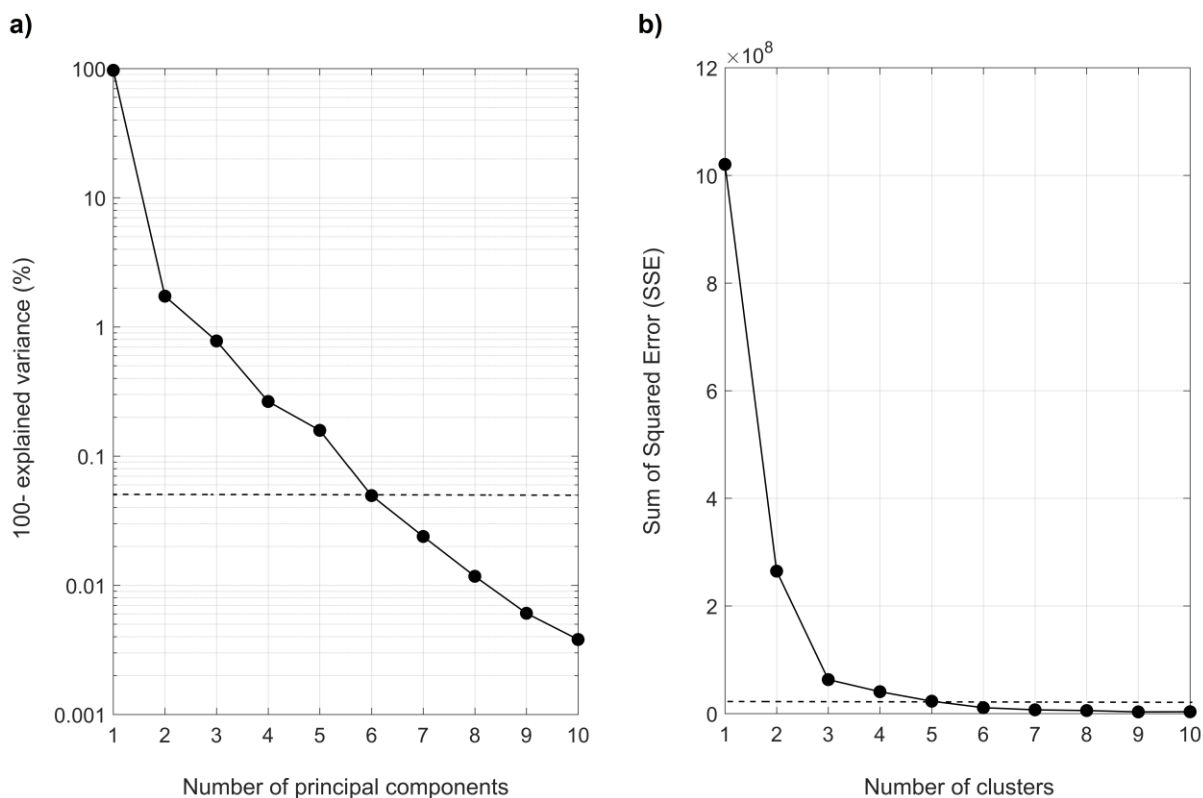 a)
100
10
1
0.1
0.01
0.001
100- explained variance (%)
1 2 3 4 5 6 7 8 9 10
Number of principal components
b)
×10⁸
12
10
8
6
4
2
0
Sum of Squared Error (SSE)
1 2 3 4 5 6 7 8 9 10
Number of clusters